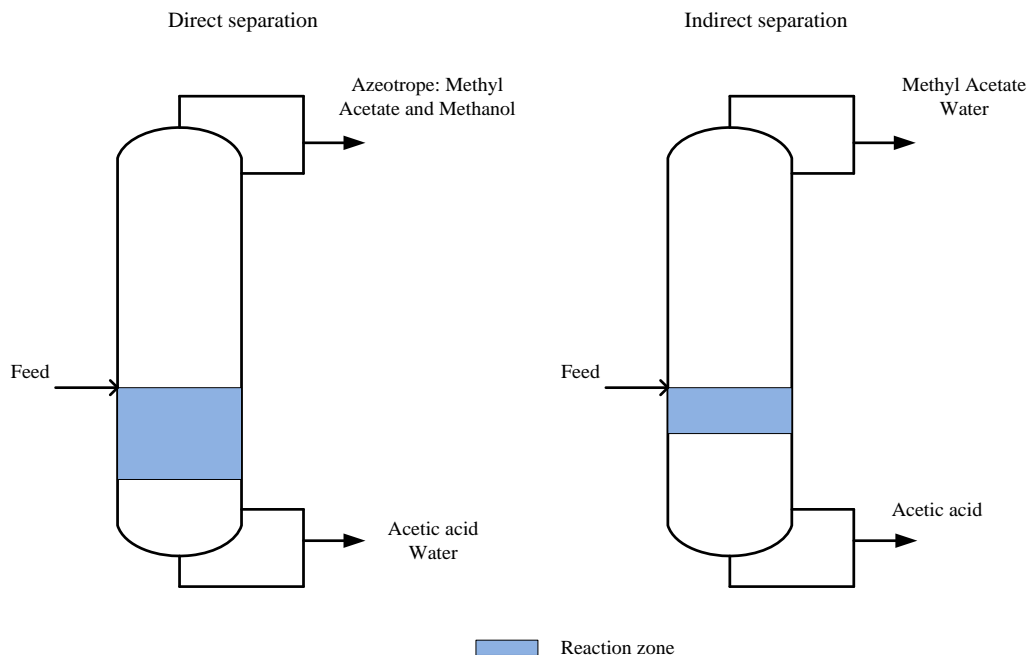 Direct separation
Indirect separation
Azeotrope: Methyl
Acetate and Methanol
Methyl Acetate
Water
Feed
Feed
Acetic acid
Water
Acetic acid
Reaction zone